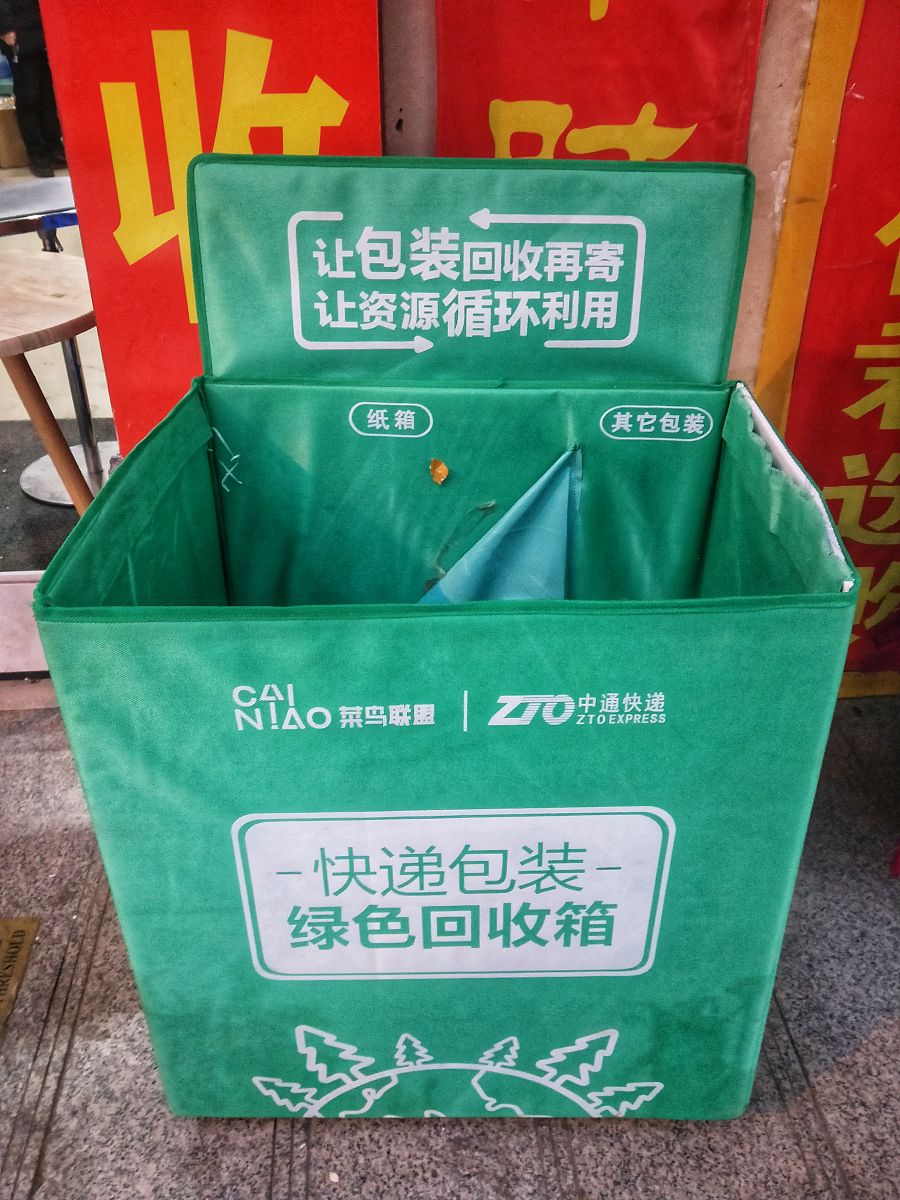 收
让包装回收再寄
让资源循环利用
纸箱
其它包装
CAI
NIAO 菜鸟联盟
ZTO 中通快递
ZTO EXPRESS
-快递包装-
绿色回收箱
送